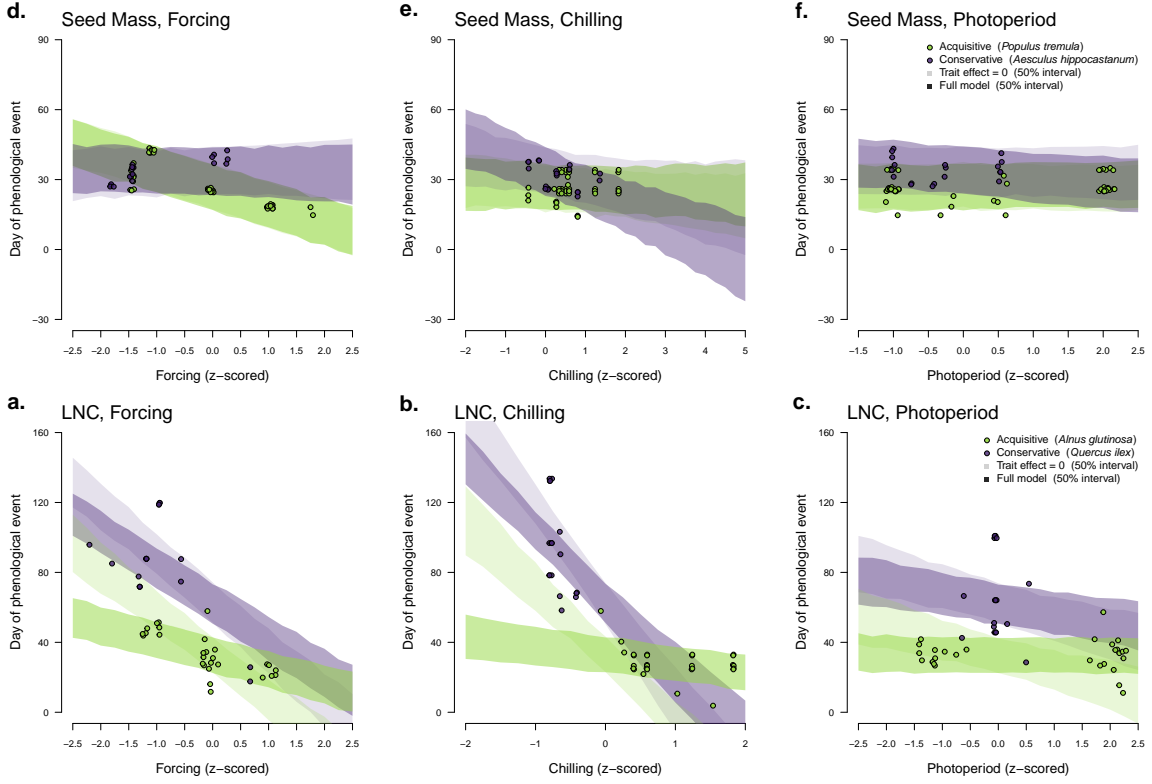 d.
Seed Mass, Forcing
Day of phenological event
90
60
30
0
−30
−2.5 −2.0 −1.5 −1.0 −0.5 0.0 0.5 1.0 1.5 2.0 2.5
Forcing (z−scored)
e.
Seed Mass, Chilling
Day of phenological event
90
60
30
0
−30
−2 −1 0 1 2 3 4 5
Chilling (z−scored)
f.
Seed Mass, Photoperiod
Acquisitive (Populus tremula)
Conservative (Aesculus hippocastanum)
Trait effect = 0 (50% interval)
Full model (50% interval)
Day of phenological event
90
60
30
0
−30
−1.5 −1.0 −0.5 0.0 0.5 1.0 1.5 2.0 2.5
Photoperiod (z−scored)
a.
LNC, Forcing
Day of phenological event
160
120
80
40
0
−2.5 −2.0 −1.5 −1.0 −0.5 0.0 0.5 1.0 1.5 2.0 2.5
Forcing (z−scored)
b.
LNC, Chilling
Day of phenological event
160
120
80
40
0
−2 −1 0 1 2
Chilling (z−scored)
c.
LNC, Photoperiod
Acquisitive (Alnus glutinosa)
Conservative (Quercus ilex)
Trait effect = 0 (50% interval)
Full model (50% interval)
Day of phenological event
160
120
80
40
0
−2.5 −2.0 −1.5 −1.0 −0.5 0.0 0.5 1.0 1.5 2.0 2.5
Photoperiod (z−scored)